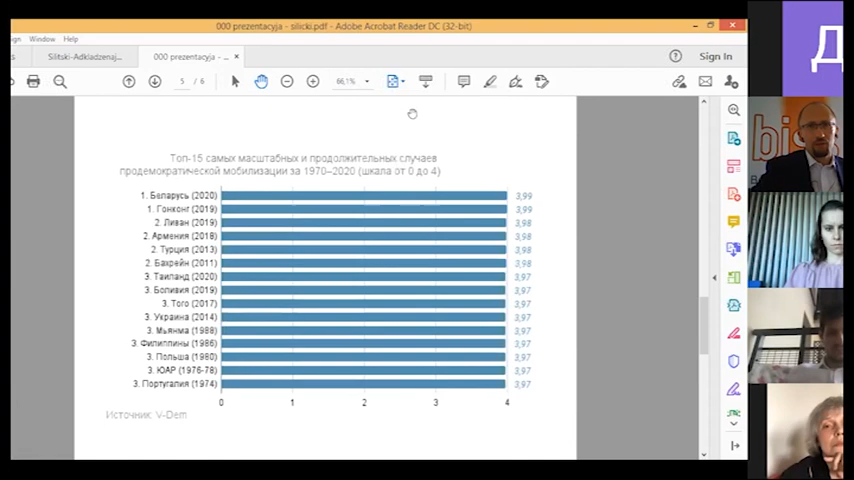 000 prezentacyja - silicki.pdf - Adobe Acrobat Reader DC (32-bit)
Window Help
Slitski-Adkladzenaj...
000 prezentacyja - ... ×
Sign In
5 / 6
66,1%
Топ-15 самых масштабных и продолжительных случаев
продемократической мобилизации за 1970–2020 (шкала от 0 до 4)
1. Беларусь (2020) 3,99
1. Гонконг (2019) 3,99
2. Ливан (2019) 3,98
2. Армения (2018) 3,98
2. Турция (2013) 3,98
2. Бахрейн (2011) 3,98
3. Таиланд (2020) 3,97
3. Боливия (2019) 3,97
3. Того (2017) 3,97
3. Украина (2014) 3,97
3. Мьянма (1988) 3,97
3. Филиппины (1986) 3,97
3. Польша (1980) 3,97
3. ЮАР (1976-78) 3,97
3. Португалия (1974) 3,97
0 1 2 3 4
Источник: V-Dem
Д